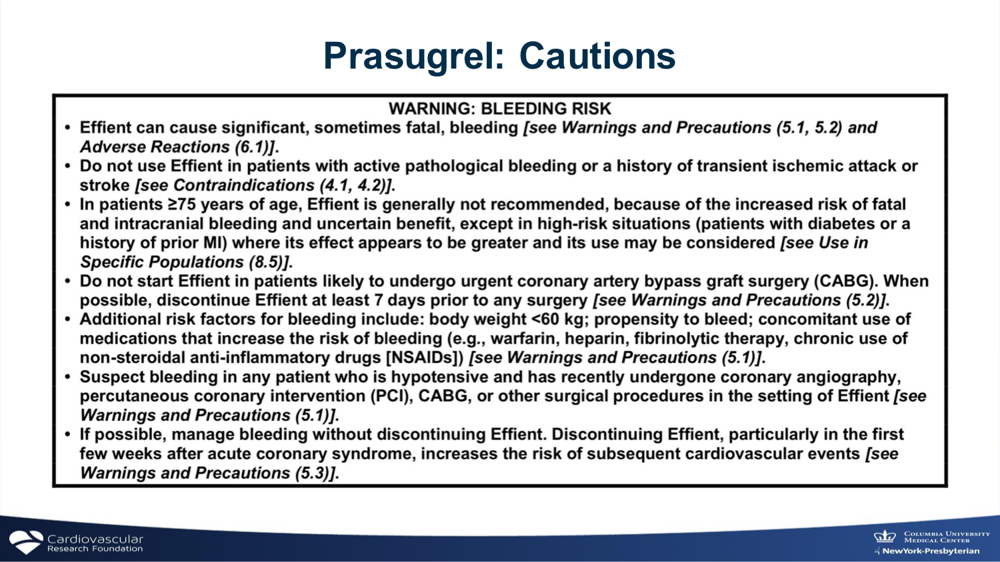 Prasugrel: Cautions
WARNING: BLEEDING RISK
• Effient can cause significant, sometimes fatal, bleeding [see Warnings and Precautions (5.1, 5.2) and
Adverse Reactions (6.1)].
• Do not use Effient in patients with active pathological bleeding or a history of transient ischemic attack or
stroke [see Contraindications (4.1, 4.2)].
• In patients ≥75 years of age, Effient is generally not recommended, because of the increased risk of fatal
and intracranial bleeding and uncertain benefit, except in high-risk situations (patients with diabetes or a
history of prior MI) where its effect appears to be greater and its use may be considered [see Use in
Specific Populations (8.5)].
• Do not start Effient in patients likely to undergo urgent coronary artery bypass graft surgery (CABG). When
possible, discontinue Effient at least 7 days prior to any surgery [see Warnings and Precautions (5.2)].
• Additional risk factors for bleeding include: body weight <60 kg; propensity to bleed; concomitant use of
medications that increase the risk of bleeding (e.g., warfarin, heparin, fibrinolytic therapy, chronic use of
non-steroidal anti-inflammatory drugs [NSAIDs]) [see Warnings and Precautions (5.1)].
• Suspect bleeding in any patient who is hypotensive and has recently undergone coronary angiography,
percutaneous coronary intervention (PCI), CABG, or other surgical procedures in the setting of Effient [see
Warnings and Precautions (5.1)].
• If possible, manage bleeding without discontinuing Effient. Discontinuing Effient, particularly in the first
few weeks after acute coronary syndrome, increases the risk of subsequent cardiovascular events [see
Warnings and Precautions (5.3)].
Cardiovascular
Research Foundation
COLUMBIA UNIVERSITY
MEDICAL CENTER
NewYork-Presbyterian